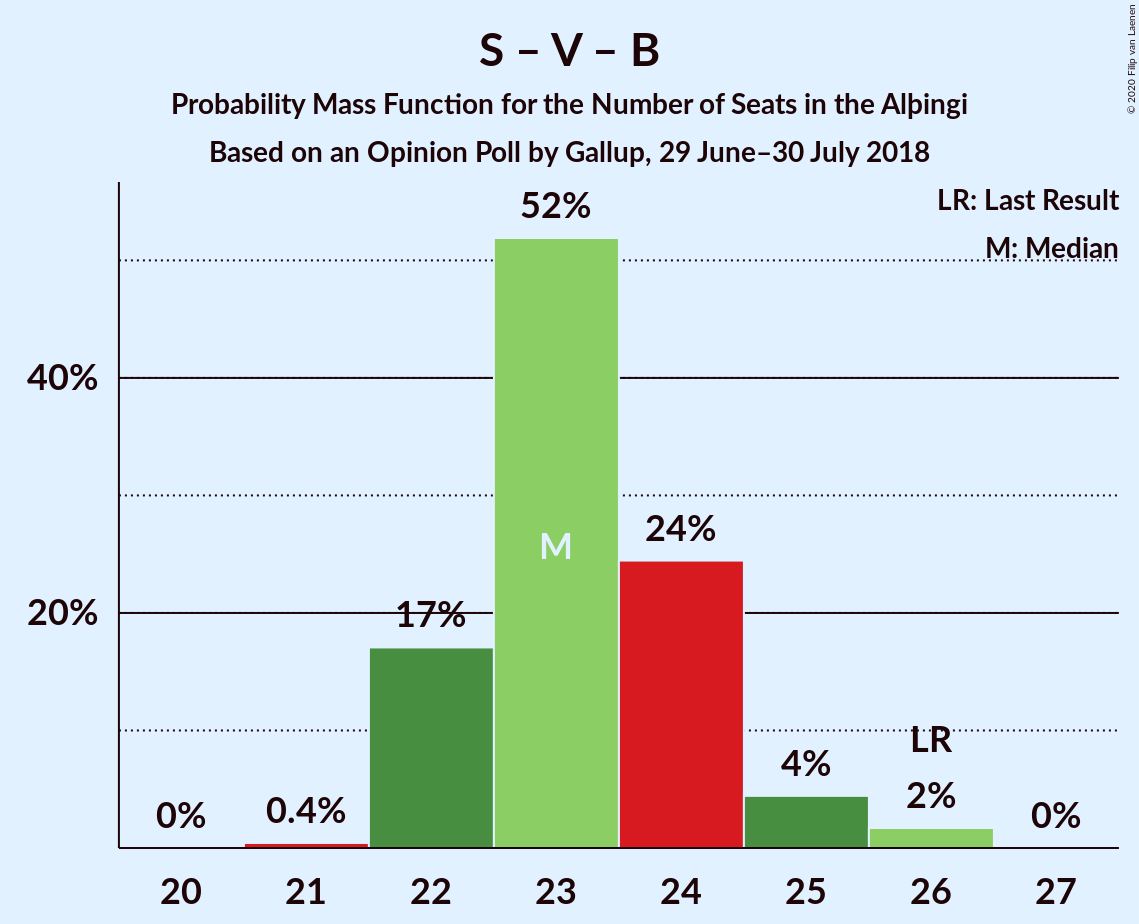 S – V – B
Probability Mass Function for the Number of Seats in the Alþingi
Based on an Opinion Poll by Gallup, 29 June–30 July 2018
© 2020 Filip van Laenen
LR: Last Result
M: Median
52%
40%
M
24%
20%
17%
LR
4%
2%
0%
0.4%
0%
20 21 22 23 24 25 26 27